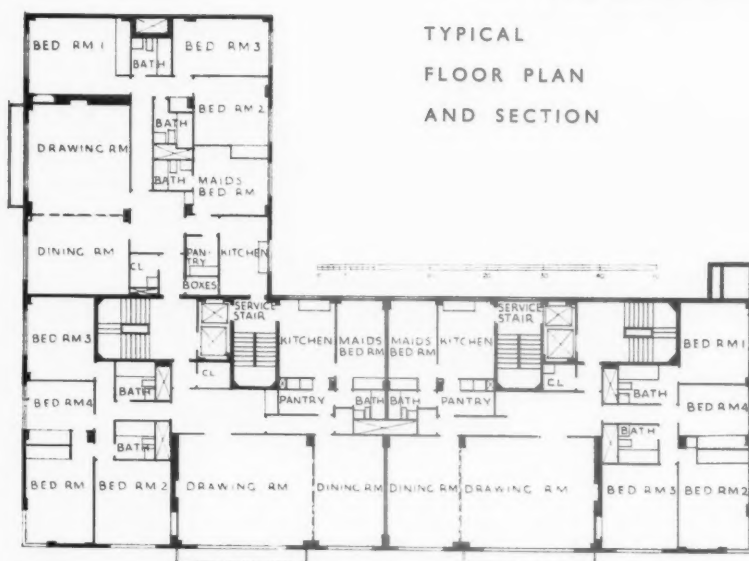 TYPICAL
FLOOR PLAN
AND SECTION
BED RM 1
BATH
BED RM 3
BED RM 2
BATH
DRAWING RM
BATH
MAIDS
BED RM
DINING RM
PAN-
TRY
KITCHEN
CL
BOXES
SERVICE
STAIR
SERVICE
STAIR
BED RM 3
KITCHEN
MAIDS
BED RM
MAIDS
BED RM
KITCHEN
BED RM 1
CL
CL
BED RM 4
BATH
PANTRY
BATH
BATH
PANTRY
BATH
BED RM 4
BATH
BATH
BED RM
BED RM 2
DRAWING RM
DINING RM
DINING RM
DRAWING RM
BED RM 3
BED RM 2